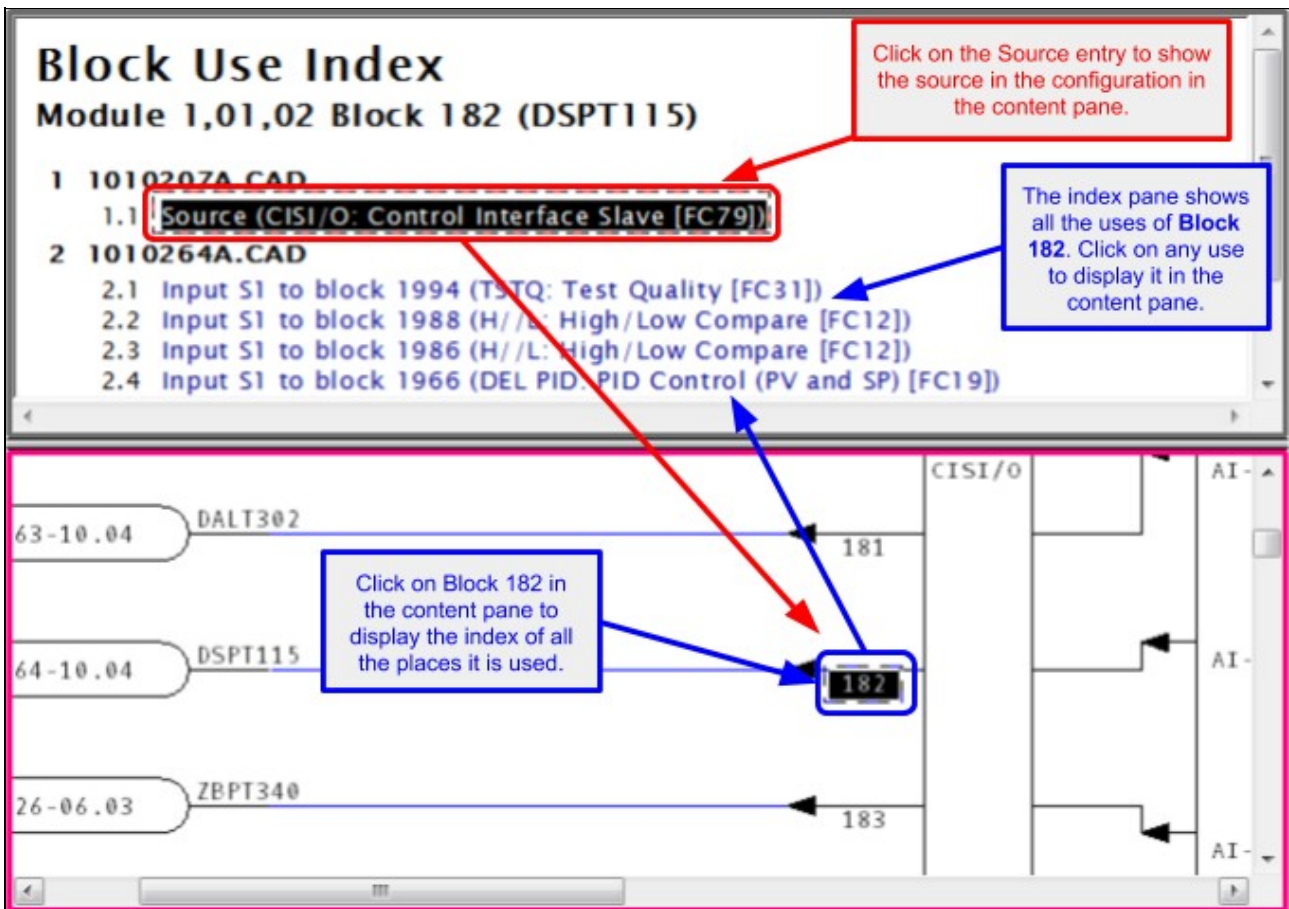 Block Use Index
Module 1,01,02 Block 182 (DSPT115)
1 1010207A.CAD
1.1 Source (CISI/O: Control Interface Slave [FC79])
2 1010264A.CAD
2.1 Input S1 to block 1994 (TSTQ: Test Quality [FC31])
2.2 Input S1 to block 1988 (H//L: High/Low Compare [FC12])
2.3 Input S1 to block 1986 (H//L: High/Low Compare [FC12])
2.4 Input S1 to block 1966 (DEL PID: PID Control (PV and SP) [FC19])
Click on the Source entry to show
the source in the configuration in
the content pane.
The index pane shows
all the uses of Block
182. Click on any use
to display it in the
content pane.
CISI/O
AI-
63-10.04
DALT302
181
Click on Block 182 in
the content pane to
display the index of all
the places it is used.
64-10.04
DSPT115
182
AI-
26-06.03
ZBPT340
183
AI-